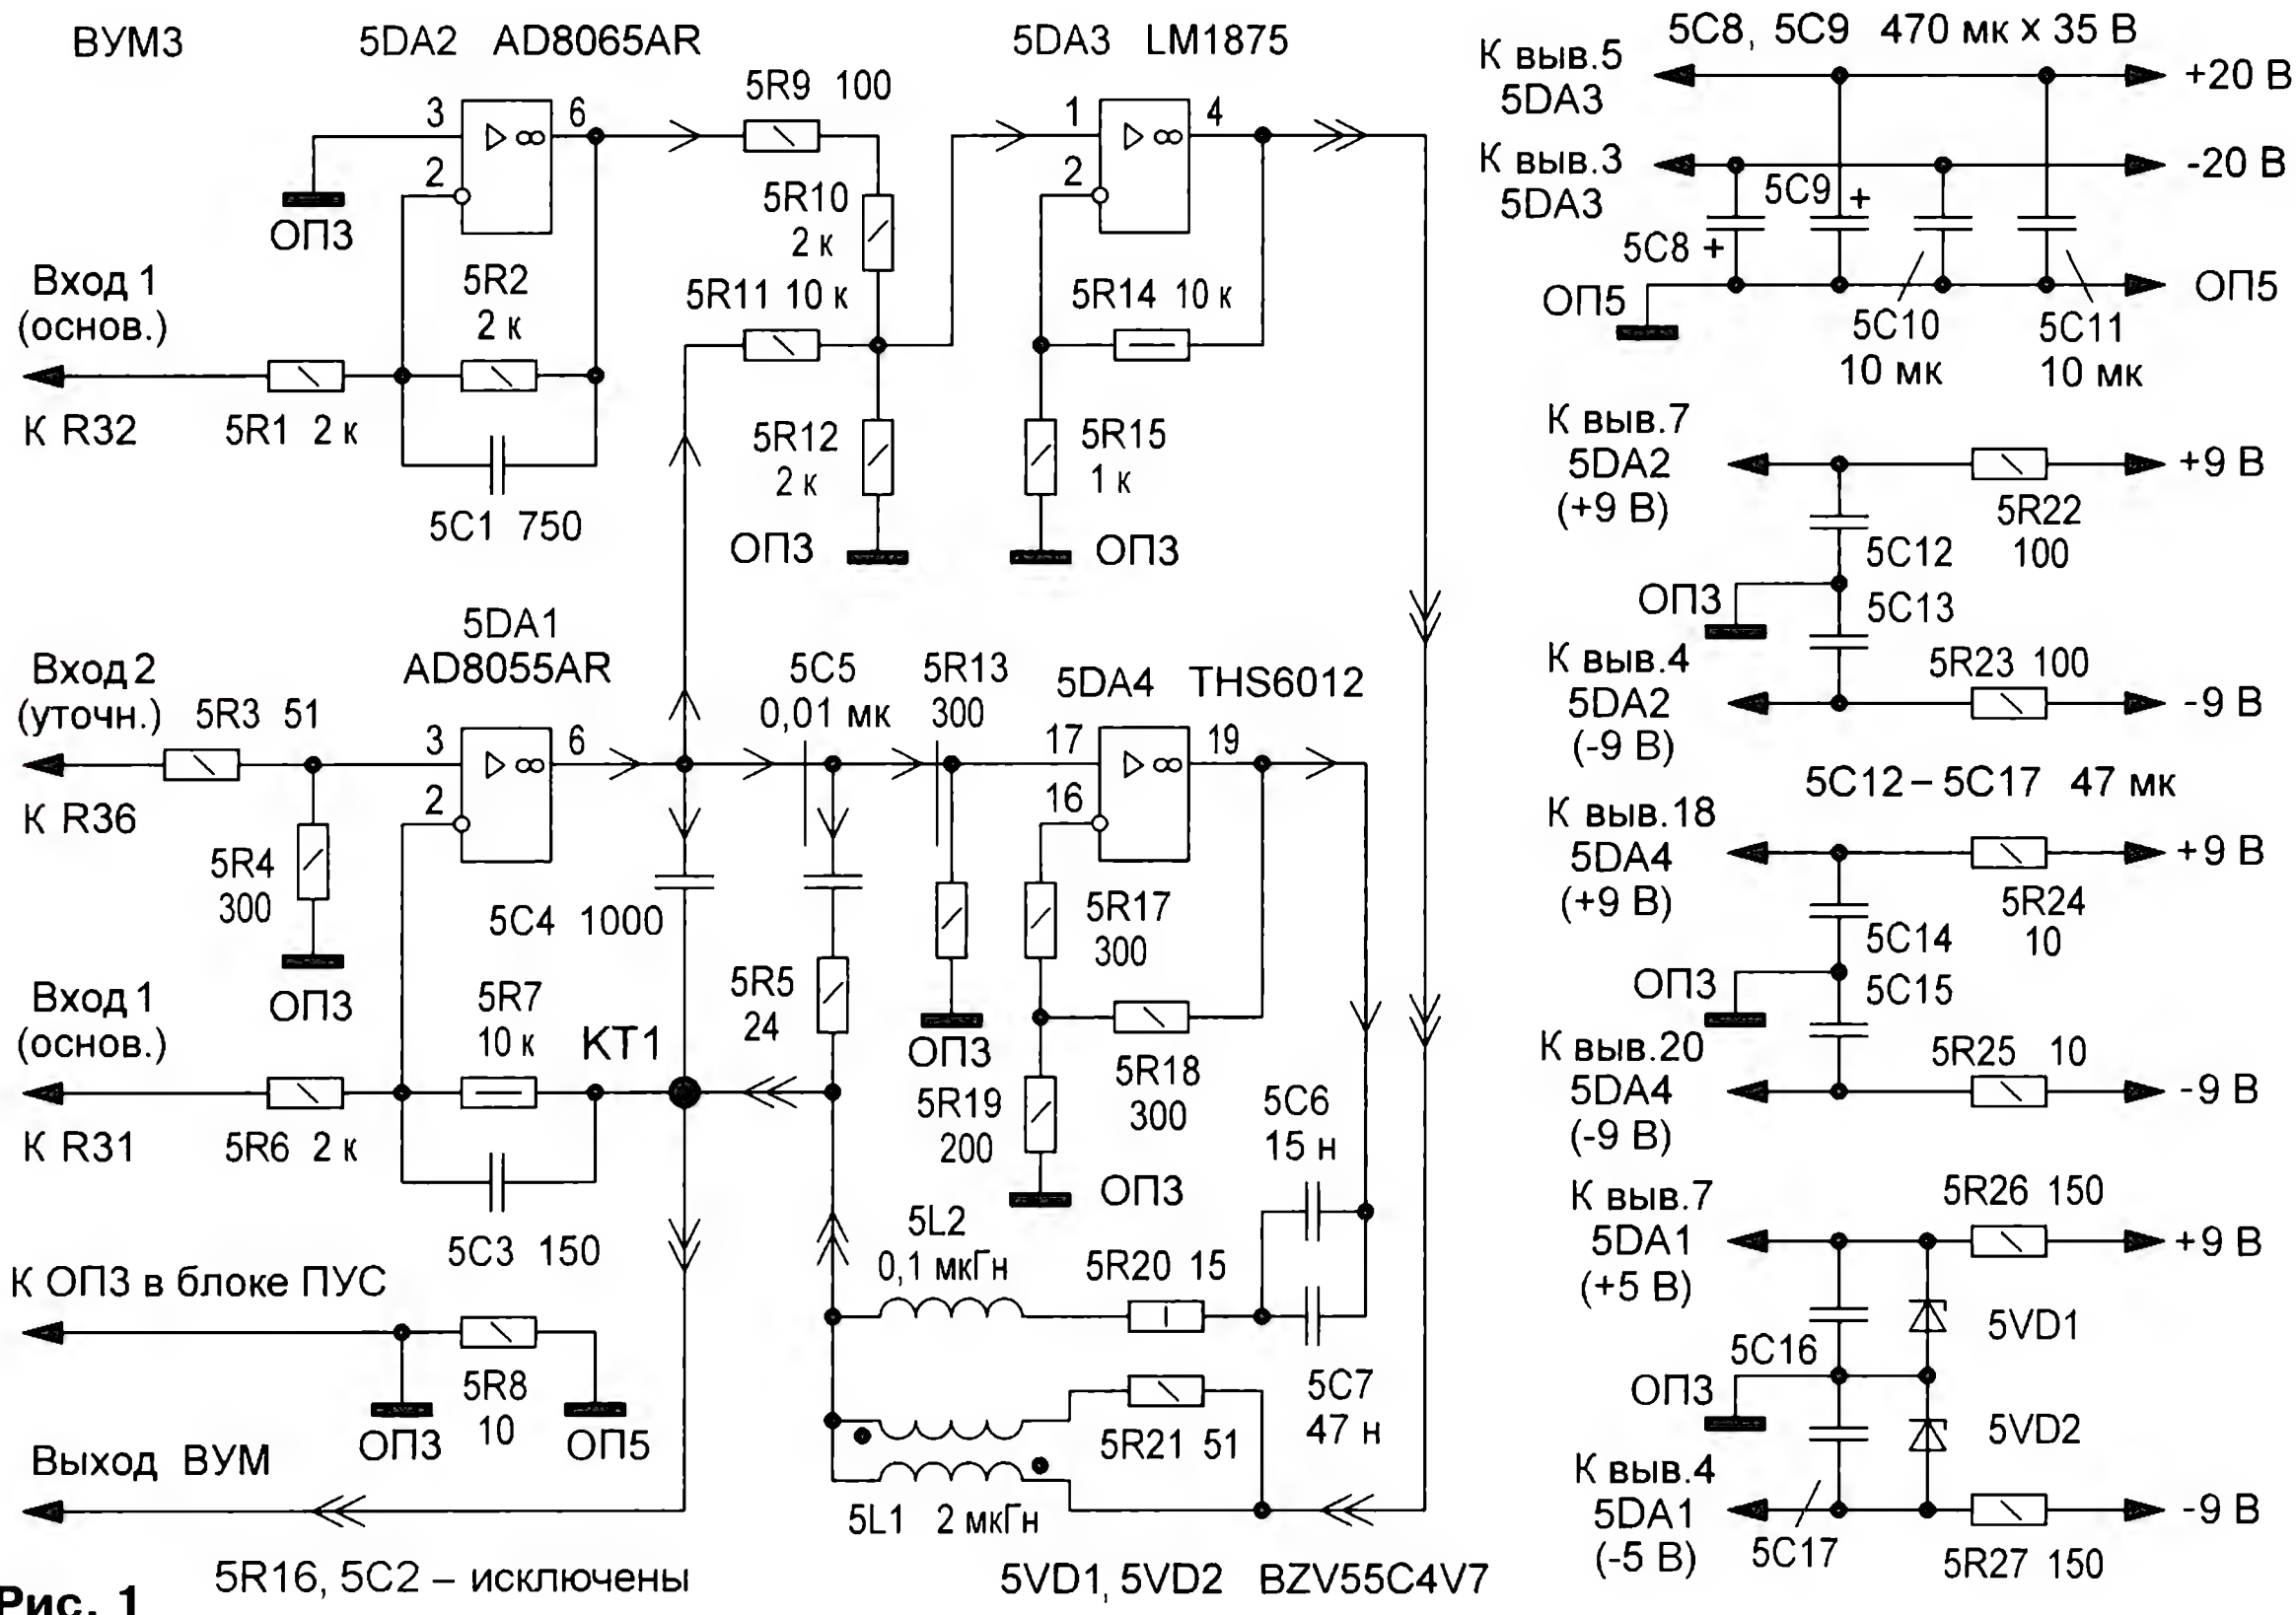 ВУМ3
5DA2 AD8065AR
5DA3 LM1875
5C8, 5C9 470 мк x 35 В
К выв.5
5DA3
+20 В
5R9 100
3
6
1
4
2
2
К выв.3
5DA3
-20 В
ОП3
5R10
2 к
5C9
+
5C8 +
Вход 1
(основ.)
5R2
2 к
5R11 10 к
5R14 10 к
ОП5
ОП5
5C10
10 мк
5C11
10 мк
К R32
5R1 2 к
5R12
2 к
5R15
1 к
К выв.7
5DA2
(+9 В)
+9 В
5R22
100
5C1 750
ОП3
ОП3
5C12
ОП3
5C13
5DA1
AD8055AR
Вход 2
(уточн.)
5R3 51
5C5
0,01 мк
5R13
300
5DA4 THS6012
К выв.4
5DA2
(-9 В)
5R23 100
-9 В
3
6
17
19
2
16
5C12 – 5C17 47 мк
К R36
К выв.18
5DA4
(+9 В)
+9 В
5R24
10
5R4
300
5C4 1000
5R17
300
5C14
ОП3
5C15
ОП3
Вход 1
(основ.)
5R7
10 к
КТ1
5R5
24
ОП3
5R18
300
5R19
200
5C6
15 н
К выв.20
5DA4
(-9 В)
5R25 10
-9 В
К R31
5R6 2 к
ОП3
5C3 150
5L2
0,1 мкГн
5R20 15
К выв.7
5DA1
(+5 В)
5R26 150
+9 В
К ОП3 в блоке ПУС
5R8
10
ОП3
ОП5
5C7
47 н
5C16
5VD1
ОП3
5VD2
Выход ВУМ
5R21 51
5L1 2 мкГн
К выв.4
5DA1
(-5 В)
5C17
-9 В
5R27 150
5R16, 5C2 – исключены
5VD1, 5VD2 BZV55C4V7
Рис. 1